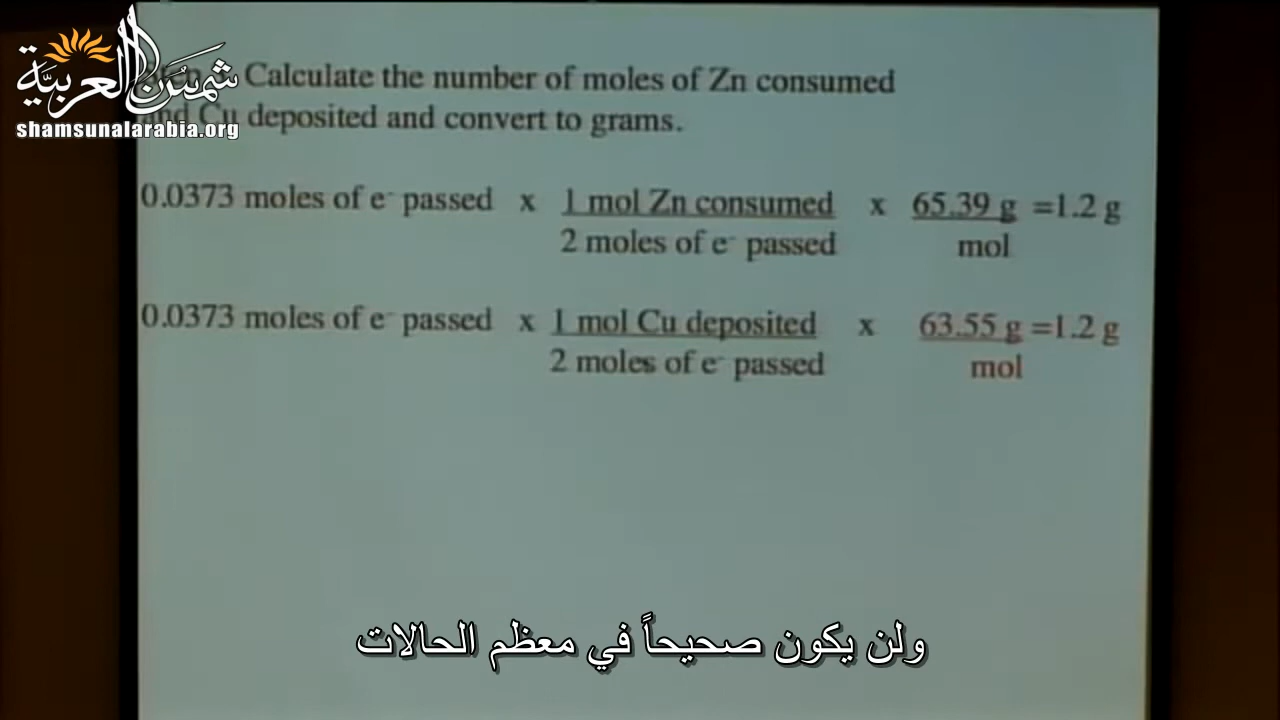 شمس العربية
shamsunalarabia.org
Calculate the number of moles of Zn consumed
and Cu deposited and convert to grams.
0.0373 moles of e⁻ passed x 1 mol Zn consumed x 65.39 g =1.2 g
2 moles of e⁻ passed mol
0.0373 moles of e⁻ passed x 1 mol Cu deposited x 63.55 g =1.2 g
2 moles of e⁻ passed mol
ولن يكون صحيحاً في معظم الحالات